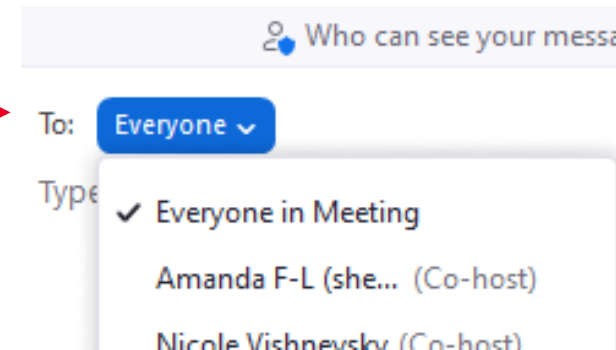 Who can see your messa
To: Everyone
Type
Everyone in Meeting
Amanda F-L (she... (Co-host)
Nicole Vishnevsky (Co-host)